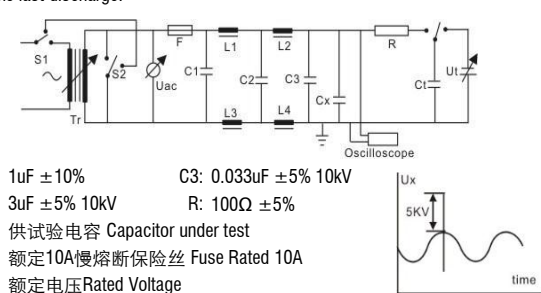 S1
S2
Tr
Uac
F
C1
L1
L3
C2
L2
L4
C3
Cx
R
Ct
Ut
Oscilloscope
1uF ±10% C3: 0.033uF ±5% 10kV
3uF ±5% 10kV R: 100Ω ±5%
供试验电容 Capacitor under test
额定10A慢熔断保险丝 Fuse Rated 10A
额定电压Rated Voltage
Ux
5KV
time